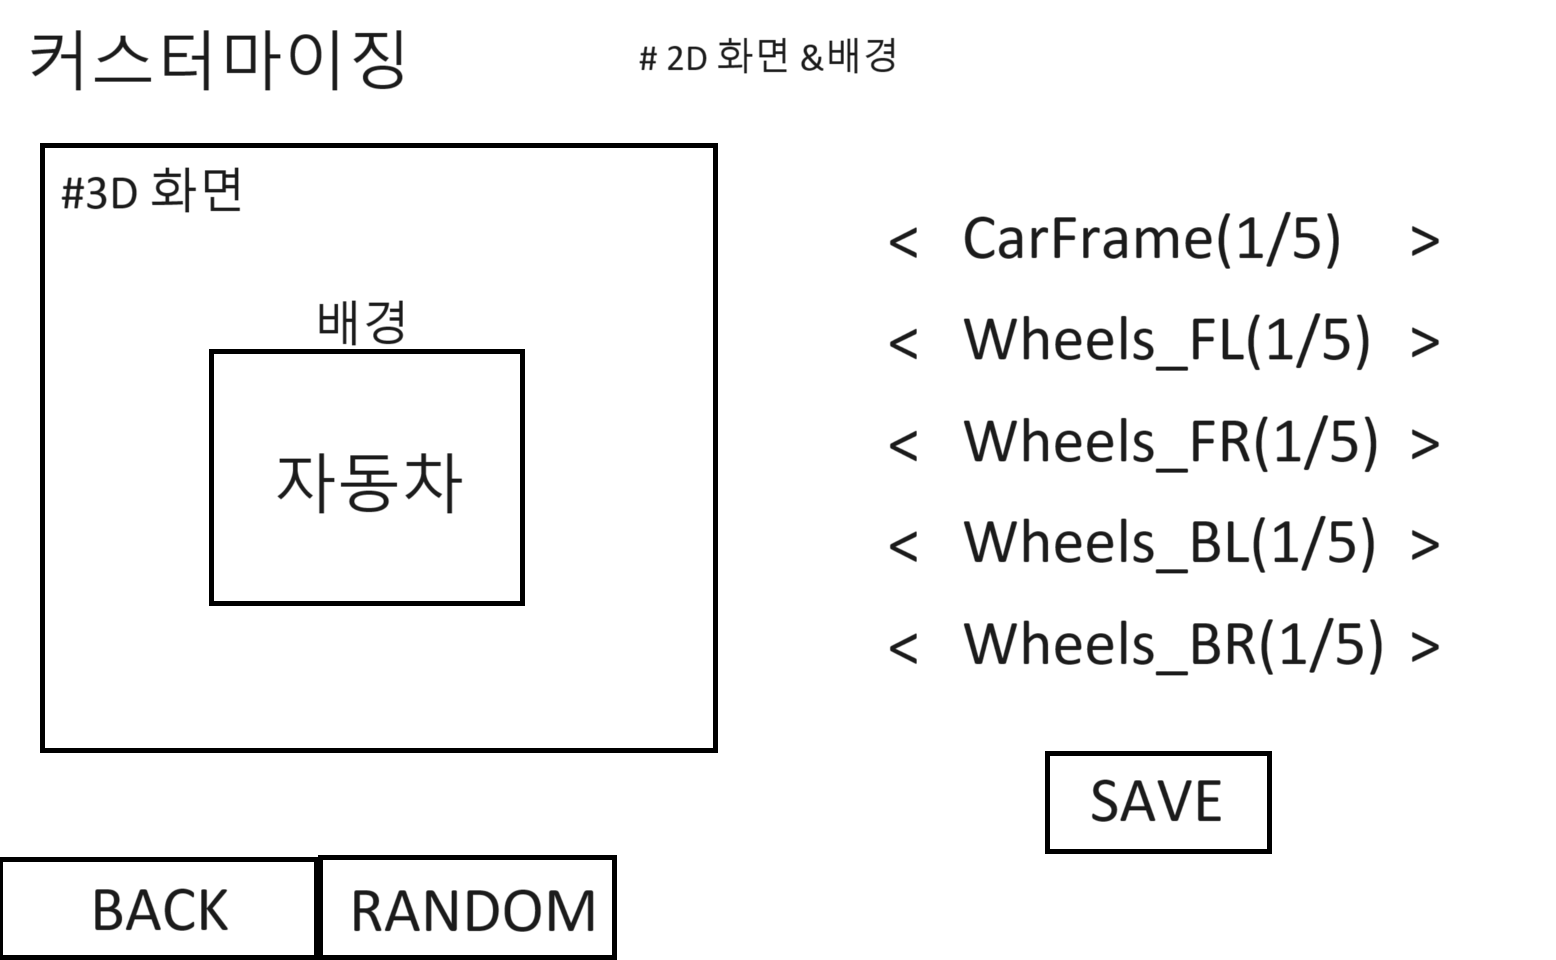 커스터마이징
# 2D 화면 &배경
#3D 화면
배경
자동차
< CarFrame(1/5) >
< Wheels_FL(1/5) >
< Wheels_FR(1/5) >
< Wheels_BL(1/5) >
< Wheels_BR(1/5) >
SAVE
BACK
RANDOM